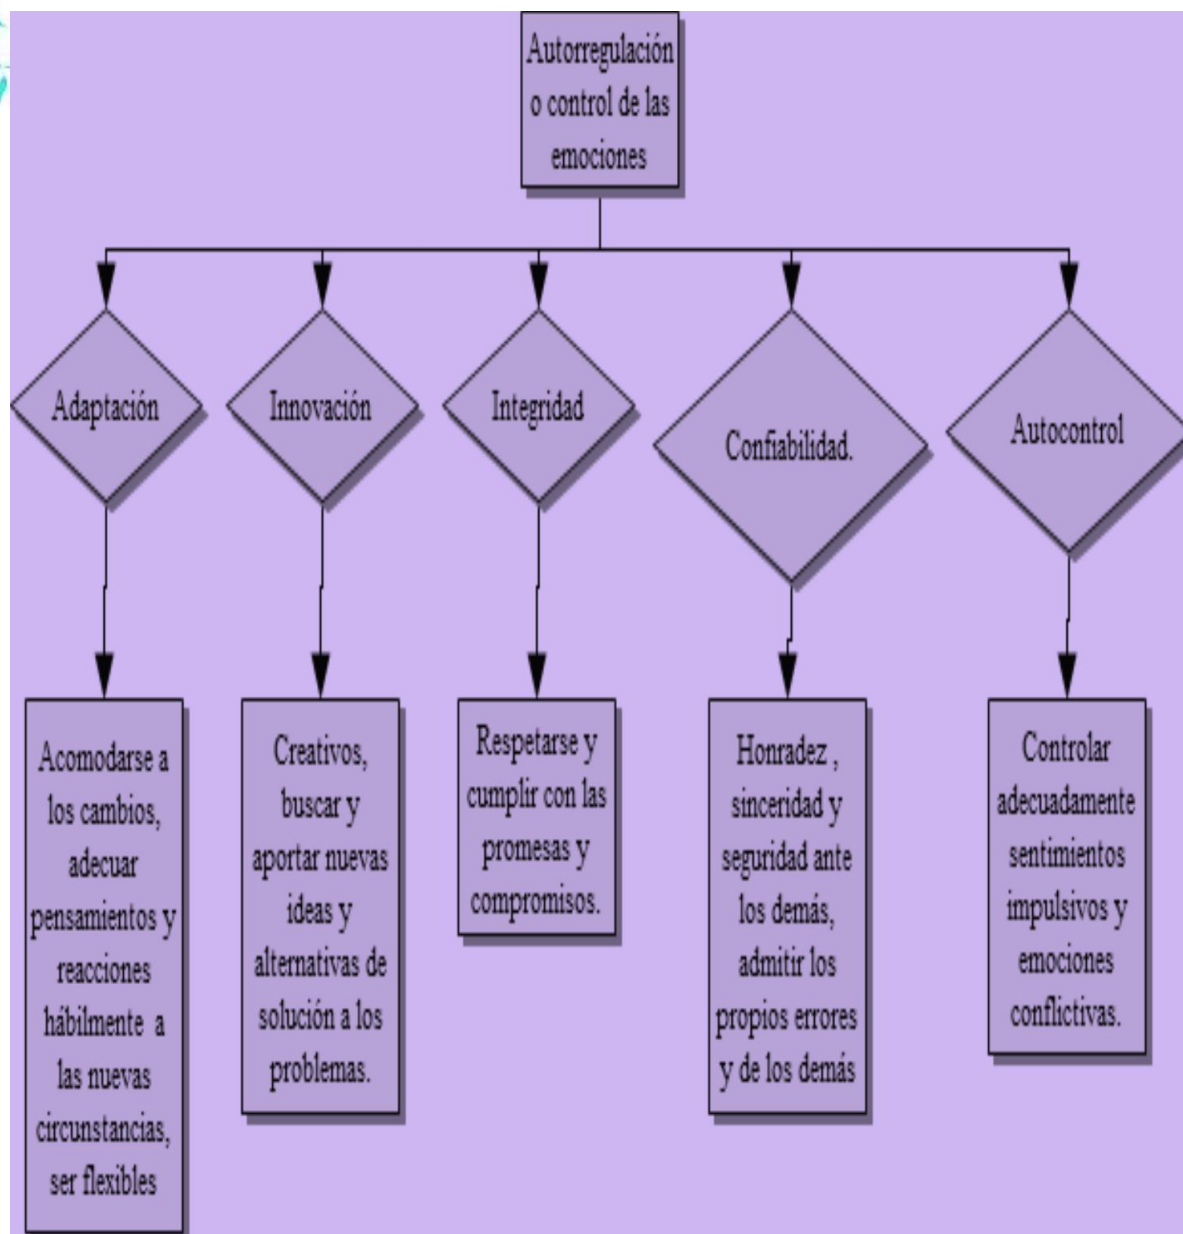 Autorregulación
o control de las
emociones
Adaptación
Innovación
Integridad
Confiabilidad.
Autocontrol
Acomodarse a
los cambios,
adecuar
pensamientos y
reacciones
hábilmente a
las nuevas
circunstancias,
ser flexibles
Creativos,
buscar y
aportar nuevas
ideas y
alternativas de
solución a los
problemas.
Respetarse y
cumplir con las
promesas y
compromisos.
Honradez ,
sinceridad y
seguridad ante
los demás,
admitir los
propios errores
y de los demás
Controlar
adecuadamente
sentimientos
impulsivos y
emociones
conflictivas.